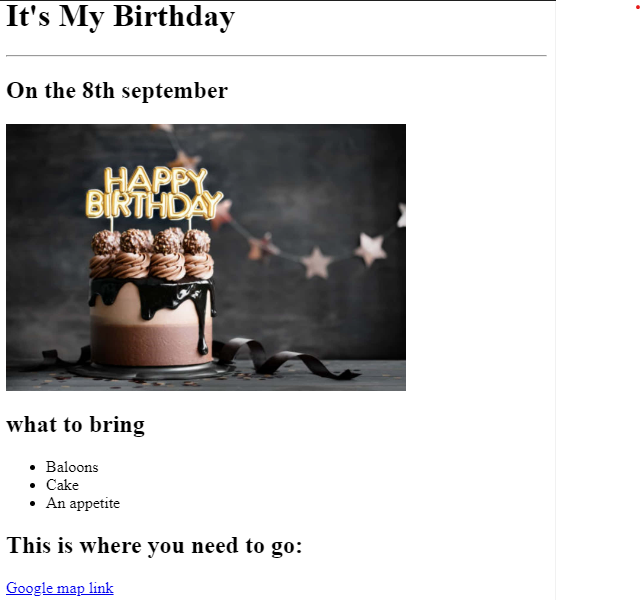 It's My Birthday
On the 8th september
HAPPY
BIRTHDAY
what to bring
Baloons
Cake
An appetite
This is where you need to go:
Google map link